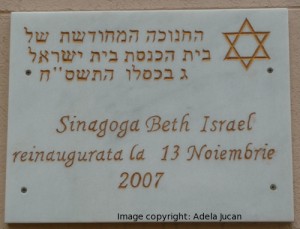 החנוכה המחודשת של
בית הכנסת בית ישראל
ג בכסלו התשס"ח
Sinagoga Beth Israel
reinaugurata la 13 Noiembrie
2007
Image copyright: Adela Jucan